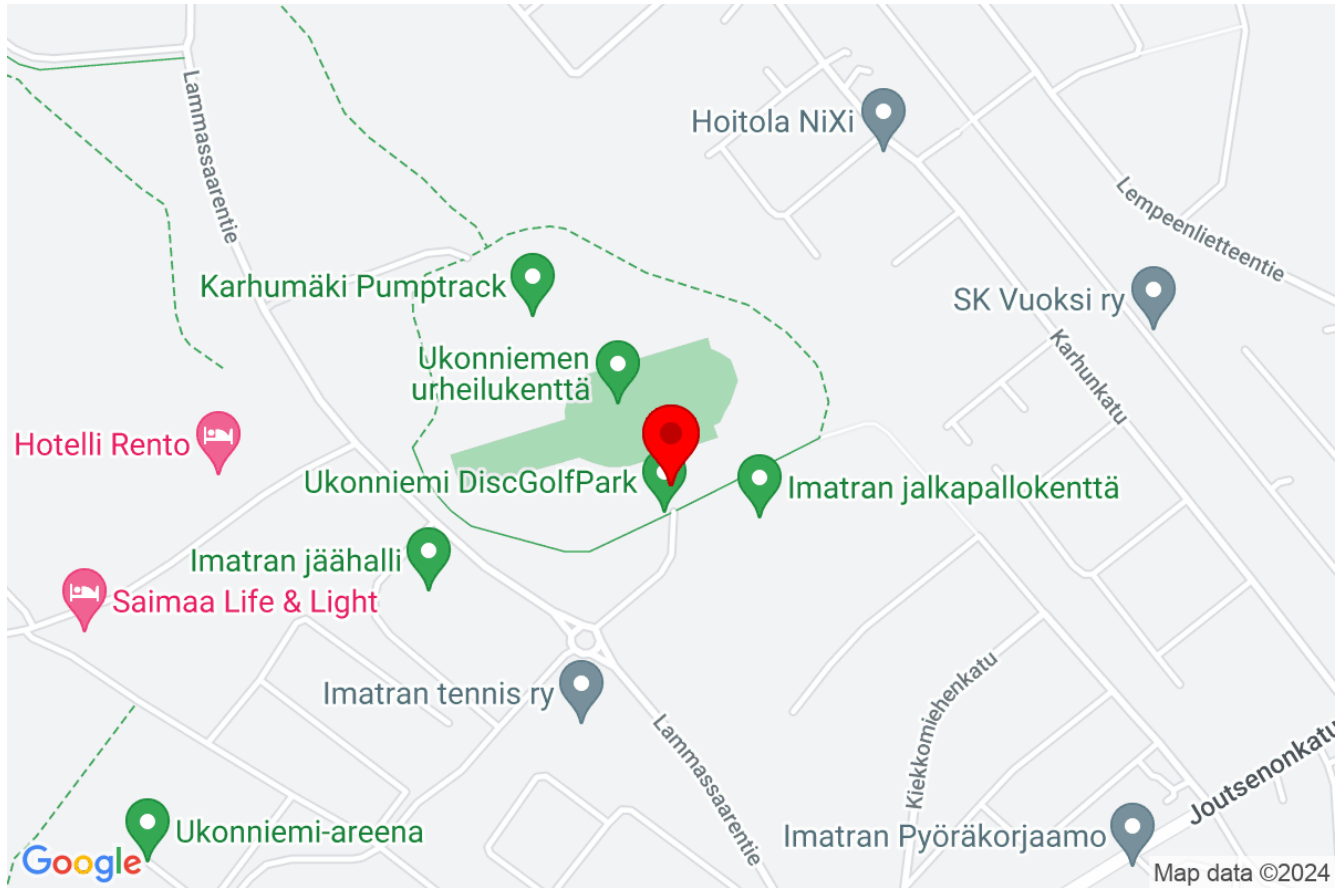 Lammassaarentie
Hoitola NiXi
Lempeenlietteentie
Karhumäki Pumptrack
SK Vuoksi ry
Ukonniemen
urheilukenttä
Karhunkatu
Hotelli Rento
Ukonniemi DiscGolfPark
Imatran jalkapallokenttä
Imatran jäähalli
Saimaa Life & Light
Imatran tennis ry
Kiekkomiehenkatu
Lammassaarentie
Joutsenonkatu
Ukonniemi-areena
Imatran Pyöräkorjaamo
Google
Map data ©2024